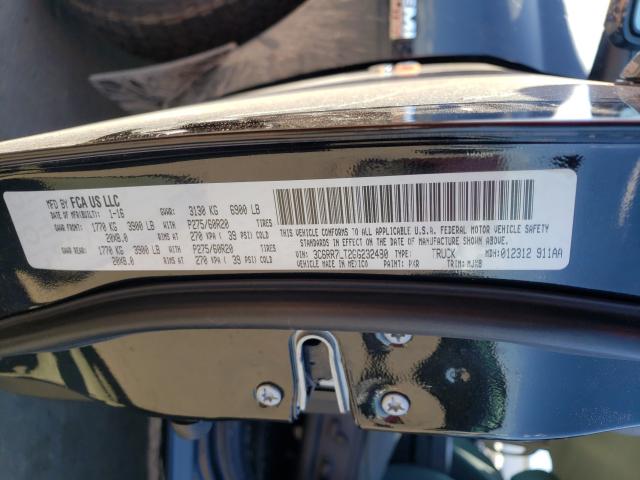 HEMI
MFD BY FCA US LLC
DATE OF MFR(BUILT): 1-16 GVWR: 3130 KG 6900 LB
GAWR FRONT: 1770 KG 3900 LB WITH P275/60R20 TIRES
20X8.0 RIMS AT 270 KPA ( 39 PSI) COLD
GAWR REAR: 1770 KG 3900 LB WITH P275/60R20 TIRES
20X8.0 RIMS AT 270 KPA ( 39 PSI) COLD
THIS VEHICLE CONFORMS TO ALL APPLICABLE U.S.A. FEDERAL MOTOR VEHICLE SAFETY
STANDARDS IN EFFECT ON THE DATE OF MANUFACTURE SHOWN ABOVE.
VIN: 3C6RR7LT2GG232490 TYPE: TRUCK MDH: 012312 911AA
VEHICLE MADE IN MEXICO PAINT: PXR TRIM: MJXB